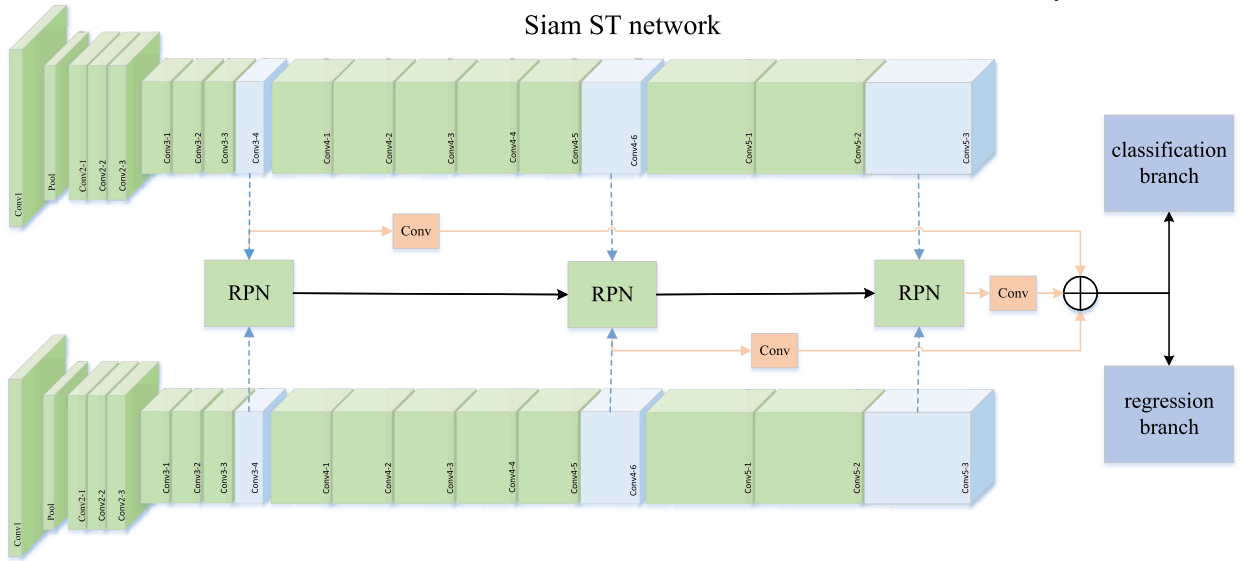 Siam ST network
Conv1
Pool
Conv2-1
Conv2-2
Conv2-3
Conv3-1
Conv3-2
Conv3-3
Conv3-4
Conv4-1
Conv4-2
Conv4-3
Conv4-4
Conv4-5
Conv4-6
Conv5-1
Conv5-2
Conv5-3
classification
branch
Conv
RPN
RPN
RPN
Conv
Conv
regression
branch
Conv1
Pool
Conv2-1
Conv2-2
Conv2-3
Conv3-1
Conv3-2
Conv3-3
Conv3-4
Conv4-1
Conv4-2
Conv4-3
Conv4-4
Conv4-5
Conv4-6
Conv5-1
Conv5-2
Conv5-3